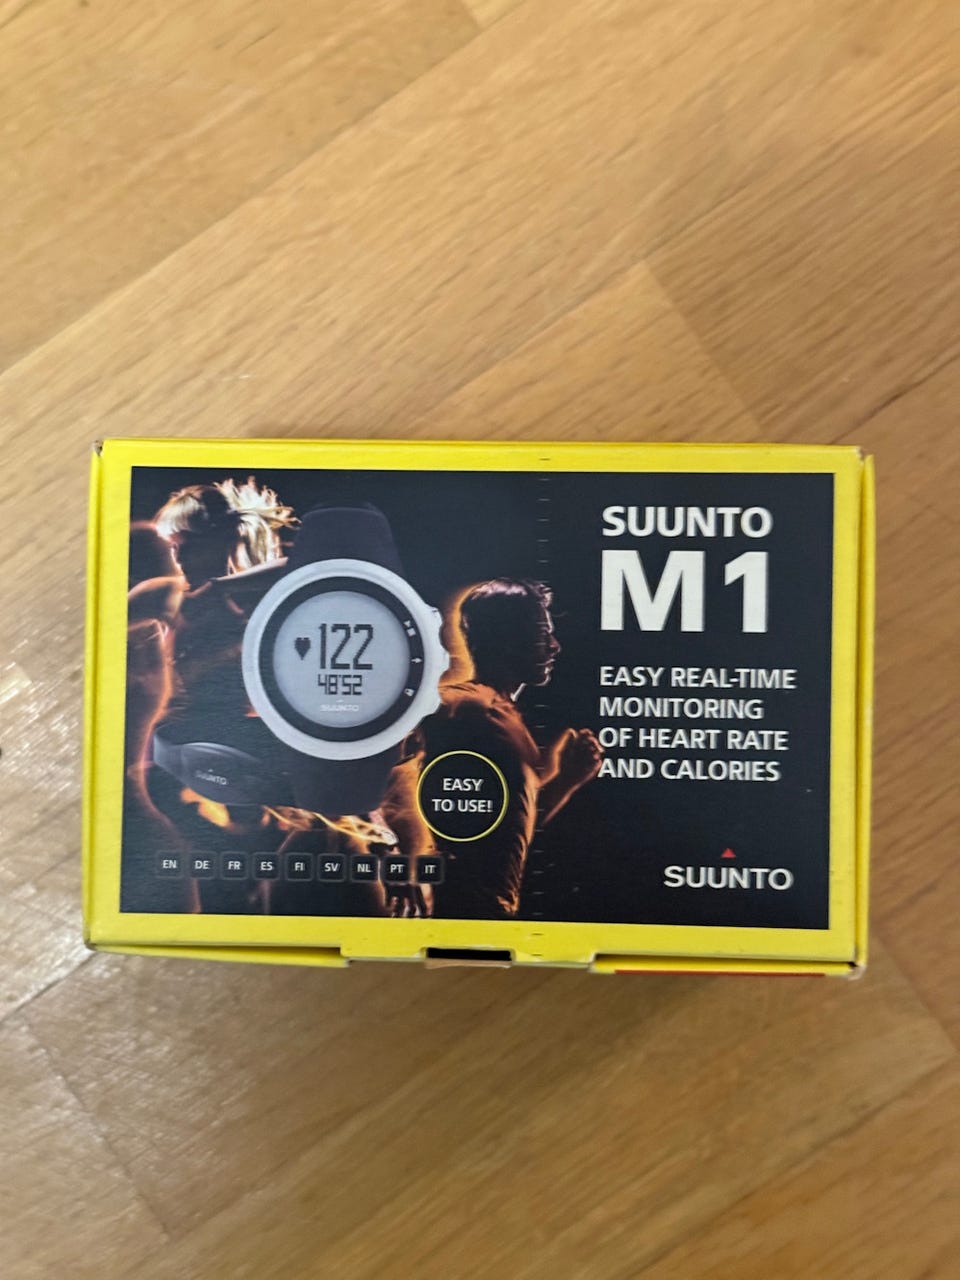 SUUNTO
M1
EASY REAL-TIME
MONITORING
OF HEART RATE
AND CALORIES
122
48'52
SUUNTO
SUUNTO
EASY
TO USE!
EN DE FR ES FI SV NL PT IT
SUUNTO